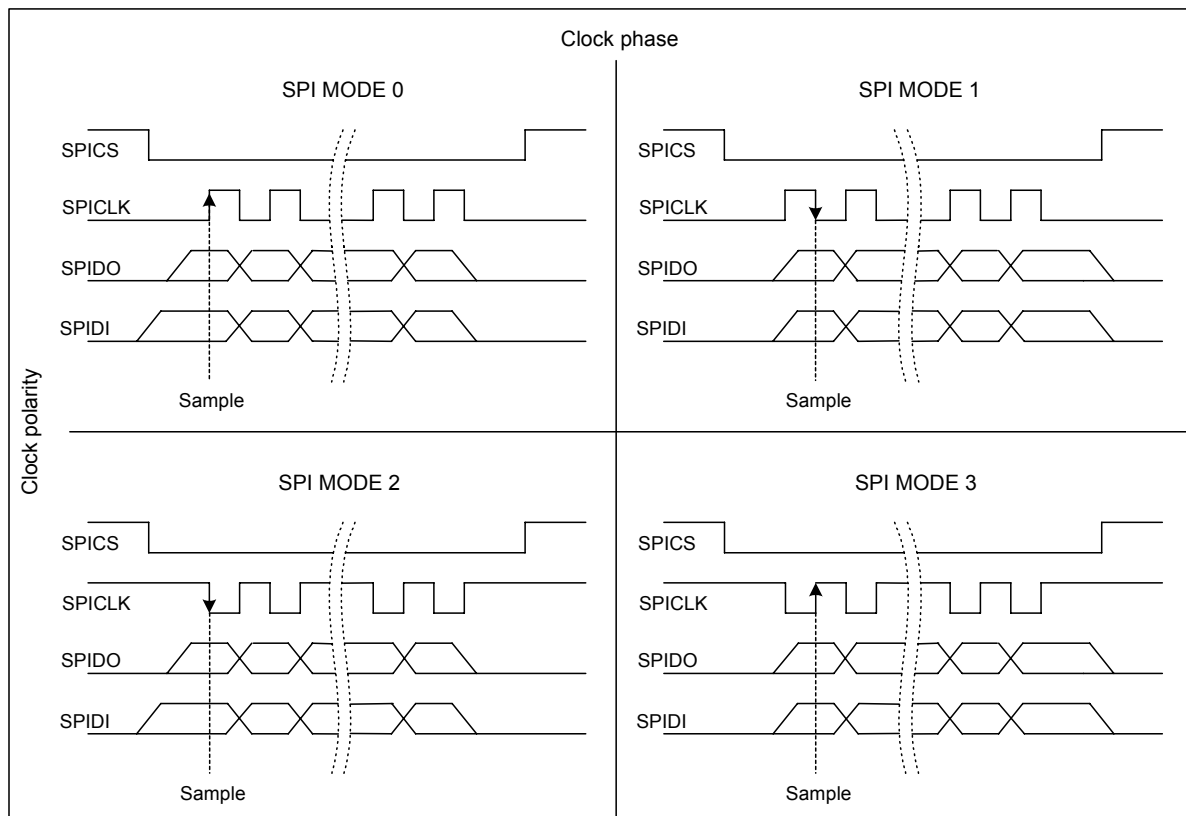 Clock phase
Clock polarity
SPI MODE 0
SPICS
SPICLK
SPIDO
SPIDI
Sample
SPI MODE 1
SPICS
SPICLK
SPIDO
SPIDI
Sample
SPI MODE 2
SPICS
SPICLK
SPIDO
SPIDI
Sample
SPI MODE 3
SPICS
SPICLK
SPIDO
SPIDI
Sample